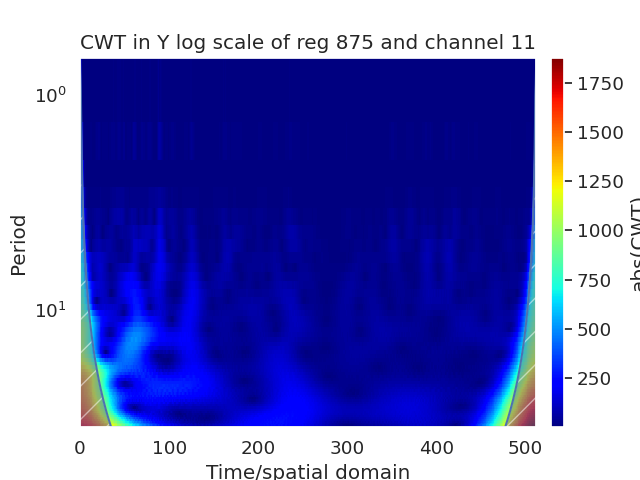 CWT in Y log scale of reg 875 and channel 11
10⁰
10¹
Period
0 100 200 300 400 500
Time/spatial domain
1750
1500
1250
1000
750
500
250
abs(CWT)